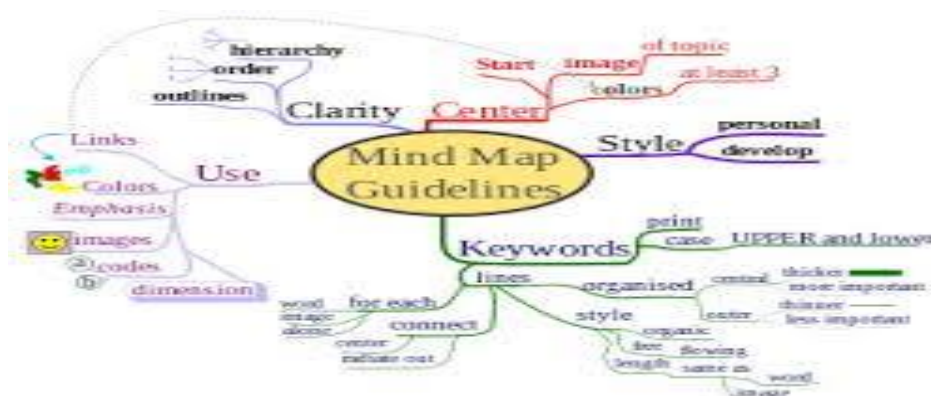 Mind Map
Guidelines
Center
Start
image
of topic
colors
at least 3
Style
personal
develop
Keywords
print
case
UPPER and lower
lines
organised
central
thicker
more important
outer
thinner
less important
style
organic
free
flowing
length
same as
word
image
connect
center
radiate out
for each
word
image
alone
Use
Links
Colors
Emphasis
images
codes
a
b
dimension
Clarity
hierarchy
order
outlines